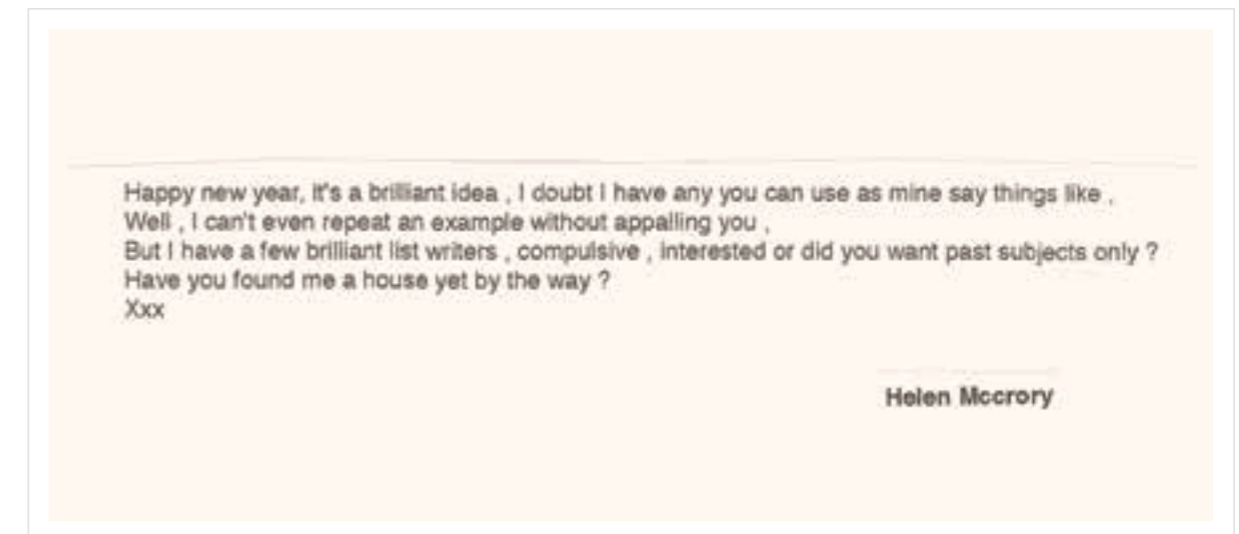 Happy new year, it's a brilliant idea , I doubt I have any you can use as mine say things like ,
Well , I can't even repeat an example without appalling you ,
But I have a few brilliant list writers , compulsive , interested or did you want past subjects only ?
Have you found me a house yet by the way ?
Xxx
Helen Mccrory